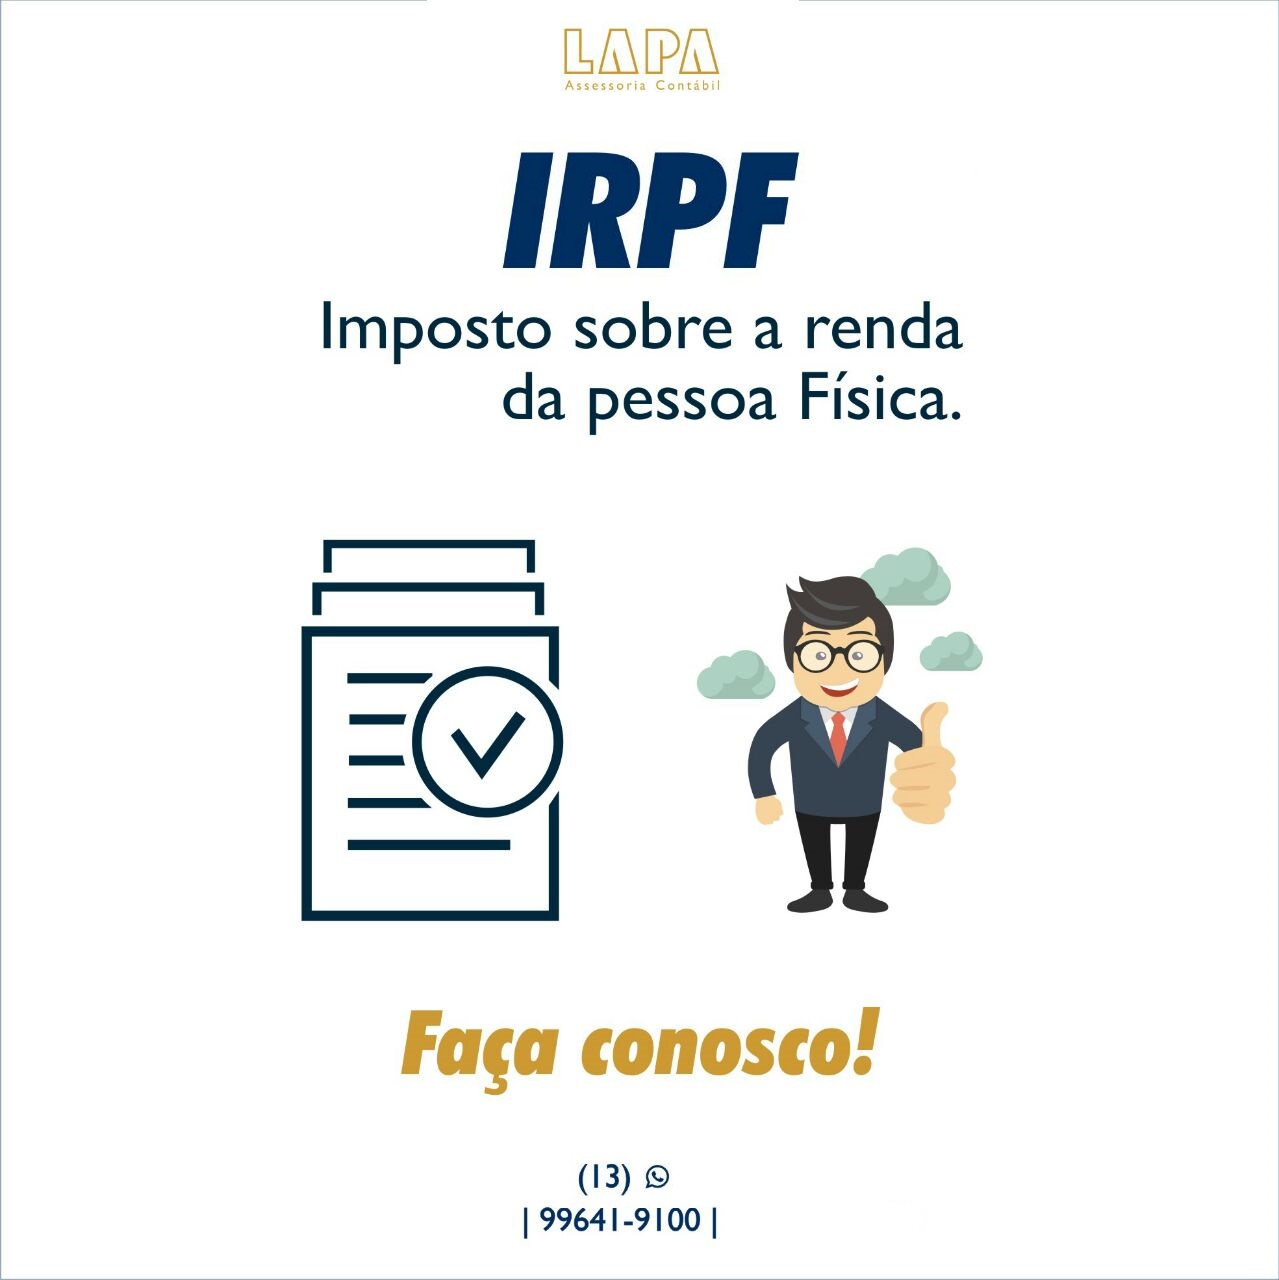 LAPA
Assessoria Contábil
IRPF
Imposto sobre a renda
da pessoa Física.
Faça conosco!
(13)
| 99641-9100 |